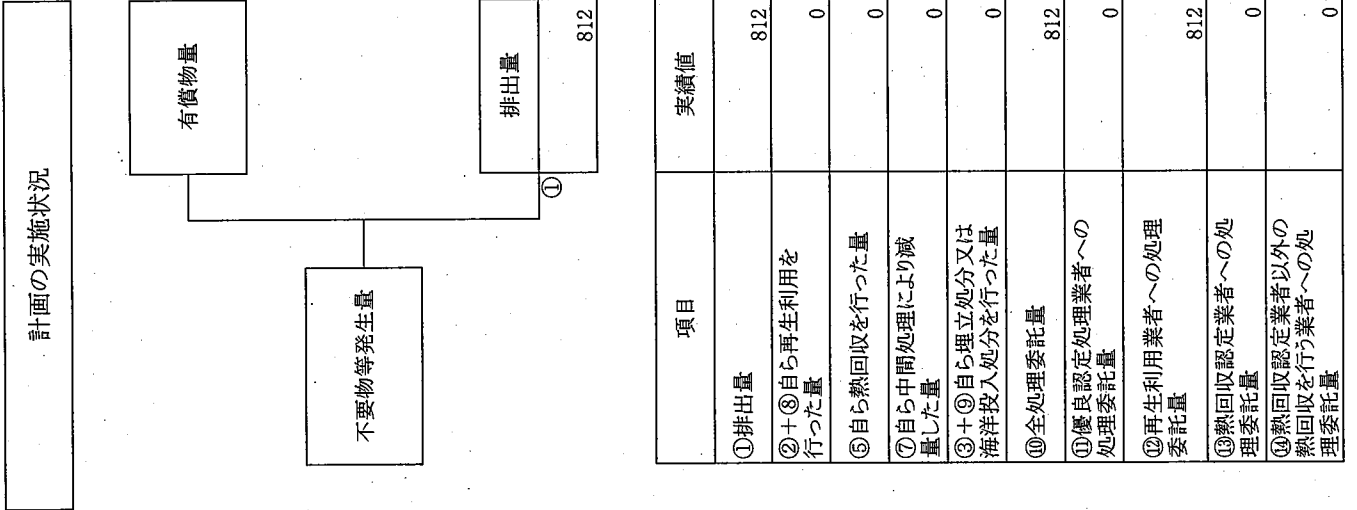 計画の実施状況
有償物量
不要物等発生量
排出量
①
812
項目
実績値
①排出量
812
②+⑧自ら再生利用を
行った量
0
⑤自ら熱回収を行った量
0
⑦自ら中間処理により減
量した量
0
③+⑨自ら埋立処分又は
海洋投入処分を行った量
0
⑩全処理委託量
812
⑪優良認定処理業者への
処理委託量
0
⑫再生利用業者への処理
委託量
812
⑬熱回収認定業者への処
理委託量
0
⑭熱回収認定業者以外の
熱回収を行う業者への処
理委託量
0